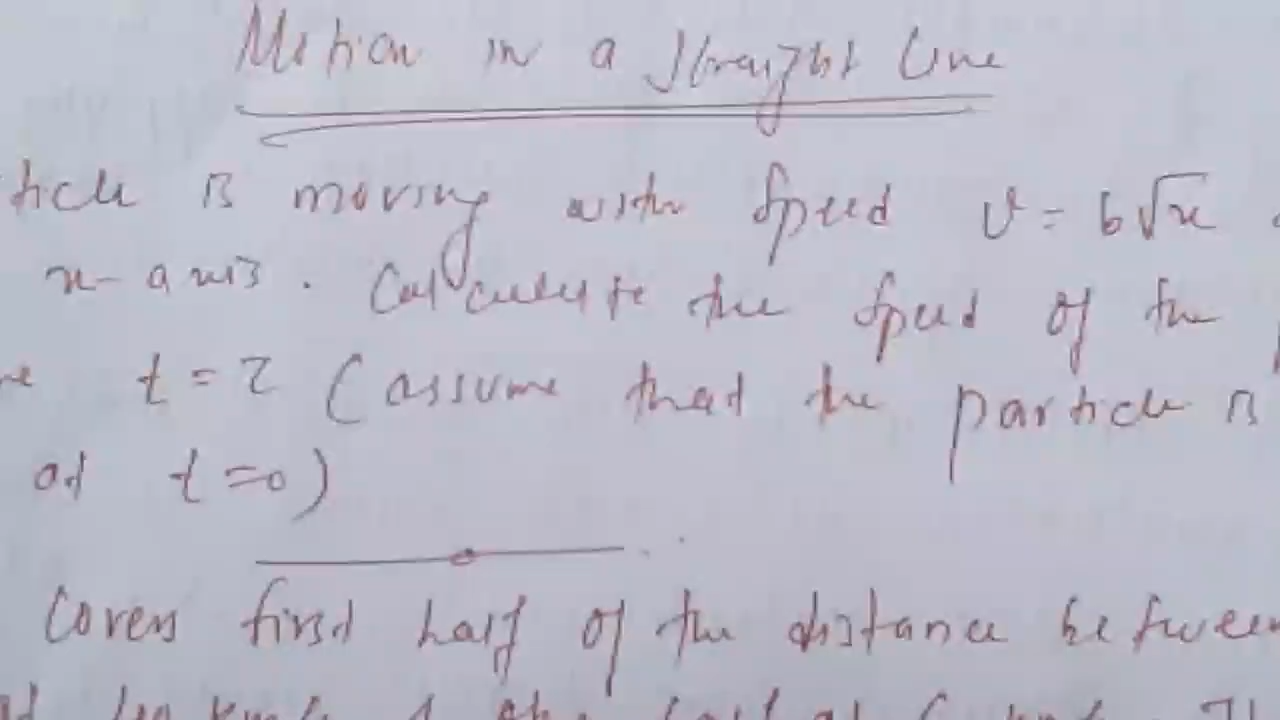 Motion in a straight line
ticle is moving with speed v = b√x
x-axis. Calculate the speed of the
me t = τ (assume that the particle is
at t=0)
Covers first half of the distance between